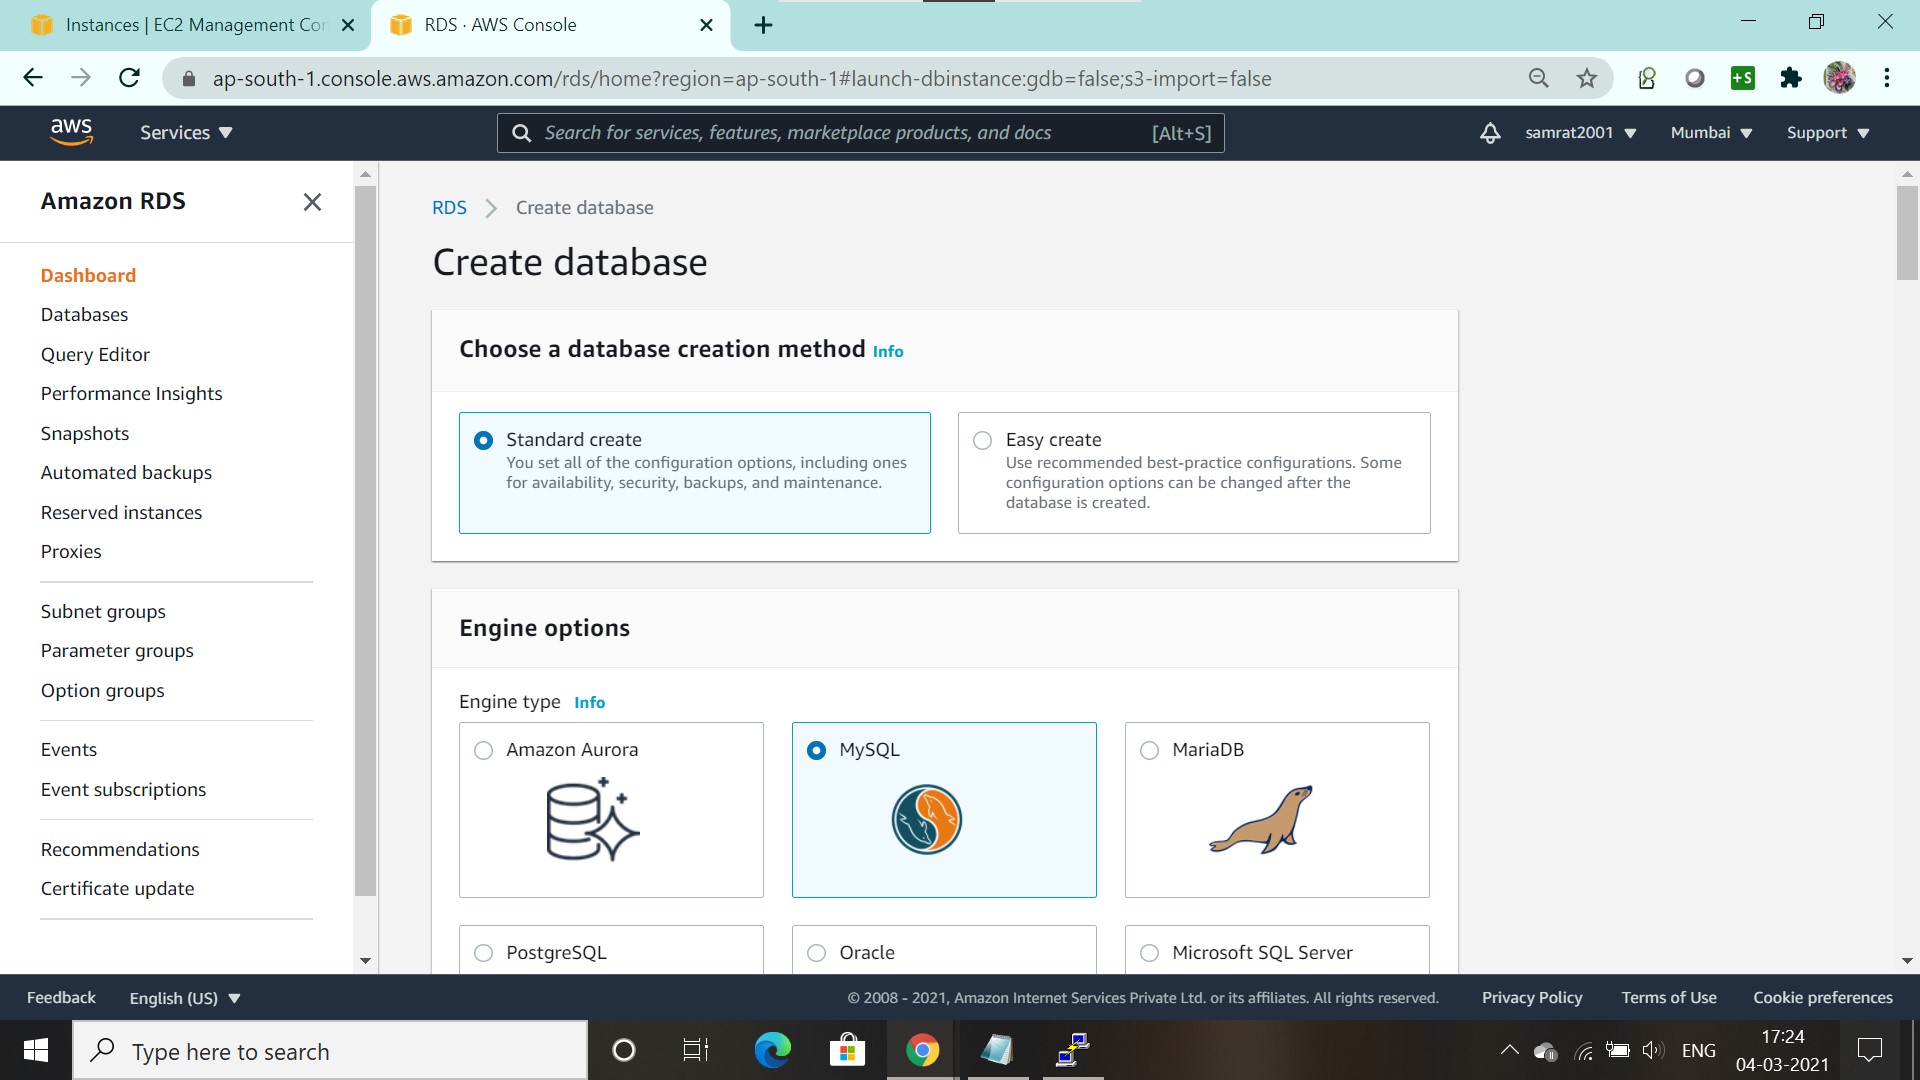 Instances | EC2 Management Con
RDS · AWS Console
ap-south-1.console.aws.amazon.com/rds/home?region=ap-south-1#launch-dbinstance:gdb=false;s3-import=false
+S
aws
Services
Search for services, features, marketplace products, and docs [Alt+S]
samrat2001
Mumbai
Support
Amazon RDS
Dashboard
Databases
Query Editor
Performance Insights
Snapshots
Automated backups
Reserved instances
Proxies
Subnet groups
Parameter groups
Option groups
Events
Event subscriptions
Recommendations
Certificate update
RDS
Create database
Create database
Choose a database creation method Info
Standard create
You set all of the configuration options, including ones
for availability, security, backups, and maintenance.
Easy create
Use recommended best-practice configurations. Some
configuration options can be changed after the
database is created.
Engine options
Engine type Info
Amazon Aurora
MySQL
MariaDB
PostgreSQL
Oracle
Microsoft SQL Server
Feedback
English (US)
© 2008 - 2021, Amazon Internet Services Private Ltd. or its affiliates. All rights reserved.
Privacy Policy
Terms of Use
Cookie preferences
Type here to search
ENG
17:24
04-03-2021